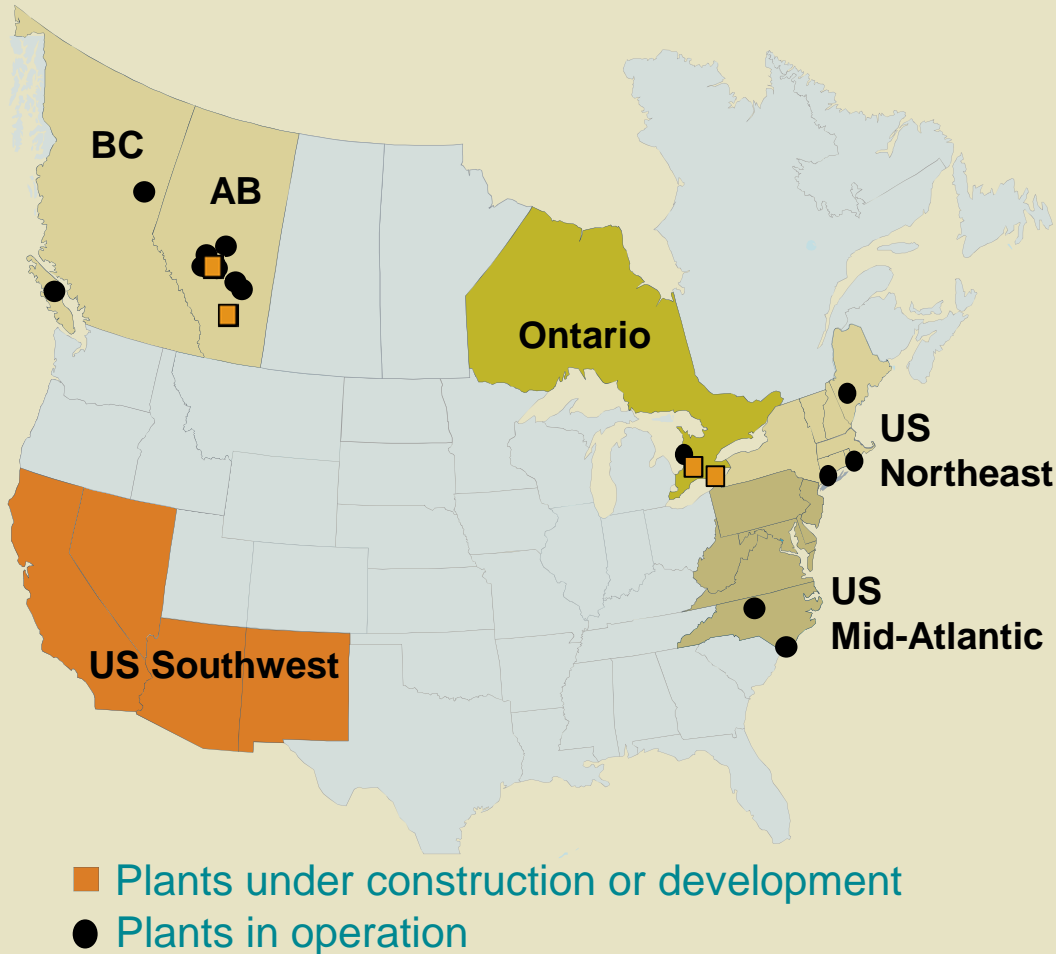 BC
AB
Ontario
US
Northeast
US
Mid-Atlantic
US Southwest
Plants under construction or development
Plants in operation